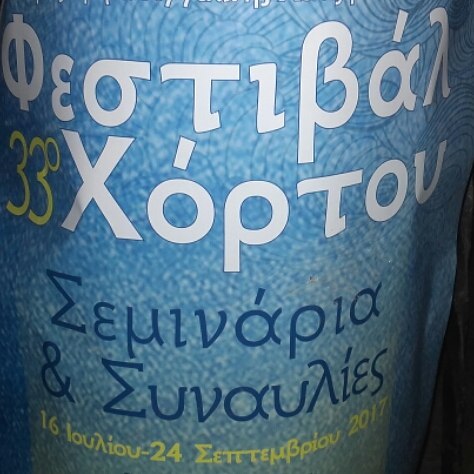 Φεστιβάλ
33ο Χόρτου
Σεμινάρια
& Συναυλίες
16 Ιουλίου-24 Σεπτεμβρίου 2017